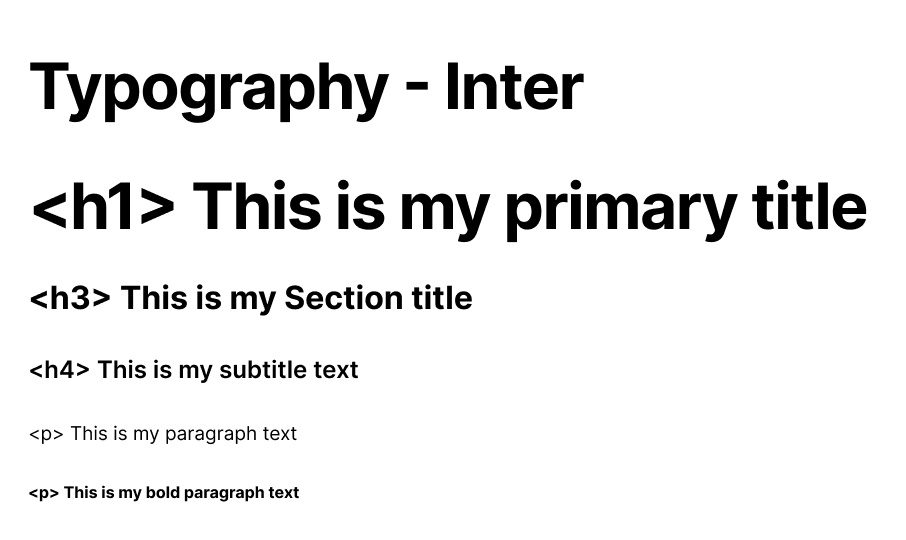 Typography - Inter
<h1> This is my primary title
<h3> This is my Section title
<h4> This is my subtitle text
<p> This is my paragraph text
<p> This is my bold paragraph text